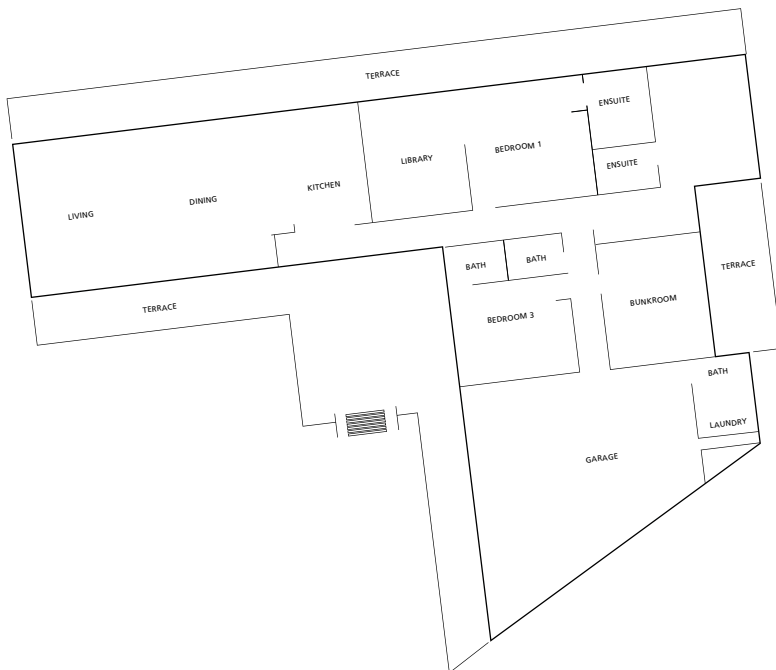 TERRACE
ENSUITE
BEDROOM 1
LIBRARY
ENSUITE
KITCHEN
DINING
LIVING
BATH
BATH
TERRACE
BUNKROOM
TERRACE
BEDROOM 3
BATH
LAUNDRY
GARAGE